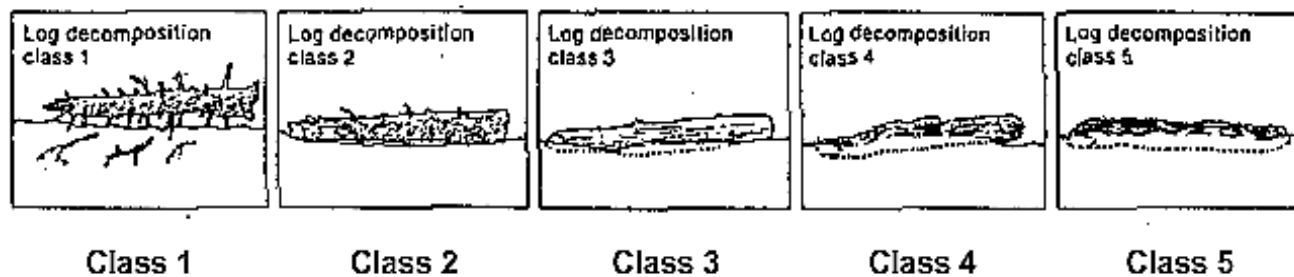 Log decomposition
class 1
Log decomposition
class 2
Log decomposition
class 3
Log decomposition
class 4
Log decomposition
class 5
Class 1
Class 2
Class 3
Class 4
Class 5